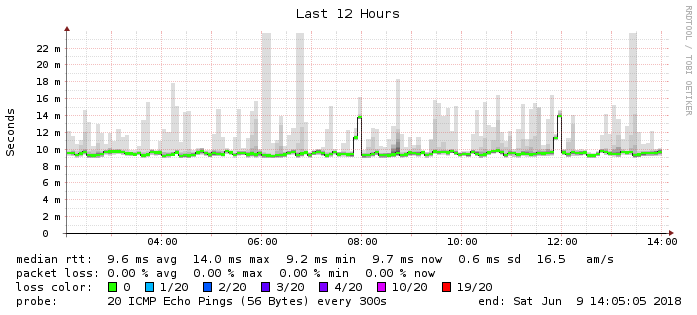 Last 12 Hours
RRDTOOL / TOBI OETIKER
Seconds
22 m
20 m
18 m
16 m
14 m
12 m
10 m
8 m
6 m
4 m
2 m
0
04:00 06:00 08:00 10:00 12:00 14:00
median rtt: 9.6 ms avg 14.0 ms max 9.2 ms min 9.7 ms now 0.6 ms sd 16.5 am/s
packet loss: 0.00 % avg 0.00 % max 0.00 % min 0.00 % now
loss color: 0 1/20 2/20 3/20 4/20 10/20 19/20
probe: 20 ICMP Echo Pings (56 Bytes) every 300s end: Sat Jun 9 14:05:05 2018